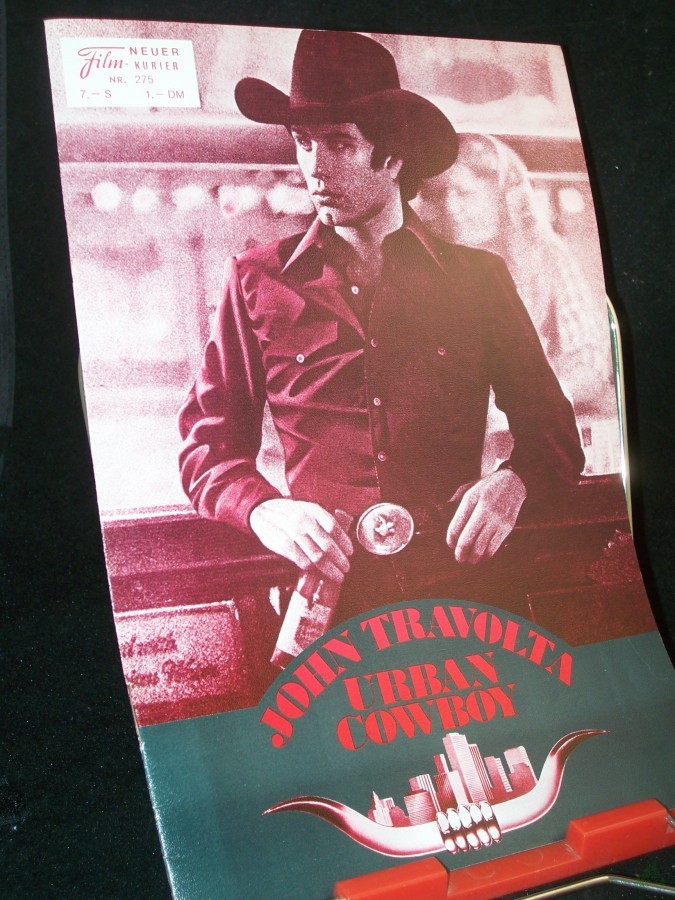 Film-
NEUER
KURIER
NR. 275
7,– S 1,– DM
JOHN TRAVOLTA
URBAN
COWBOY